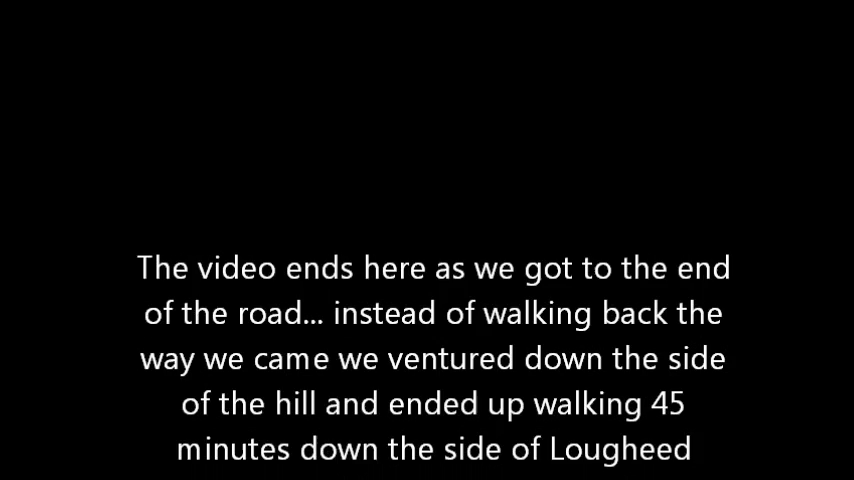 The video ends here as we got to the end
of the road... instead of walking back the
way we came we ventured down the side
of the hill and ended up walking 45
minutes down the side of Lougheed